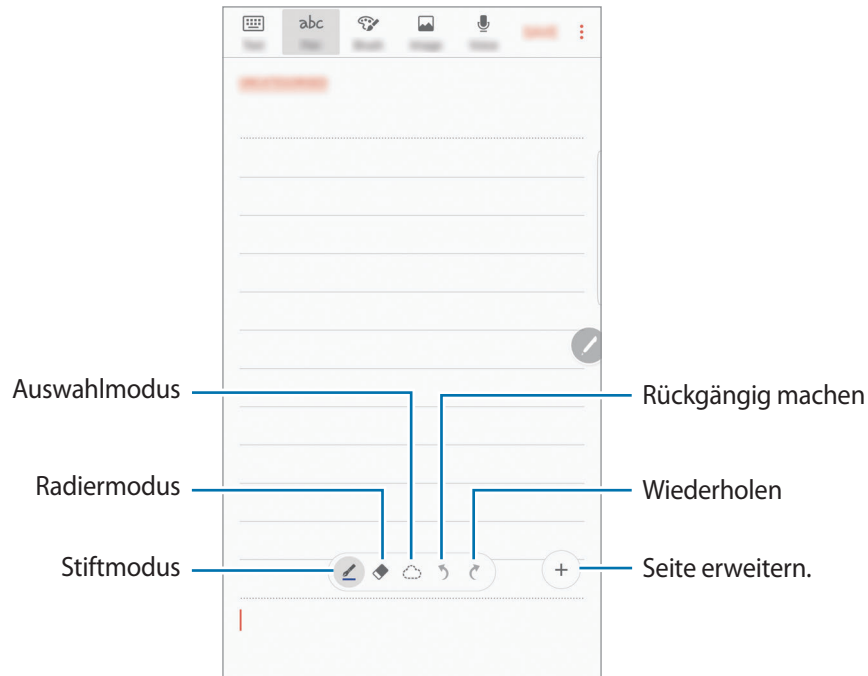 abc
Auswahlmodus
Rückgängig machen
Radiermodus
Wiederholen
Stiftmodus
Seite erweitern.